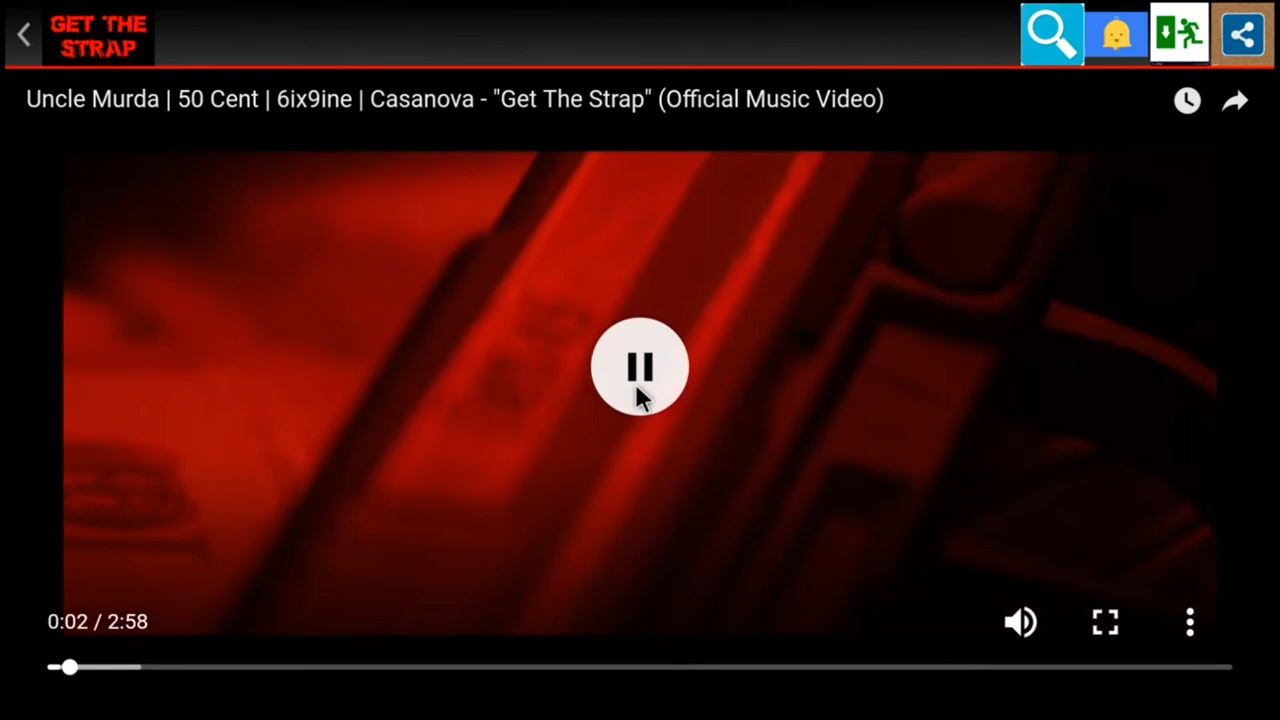 GET THE
STRAP
Uncle Murda | 50 Cent | 6ix9ine | Casanova - "Get The Strap" (Official Music Video)
0:02 / 2:58